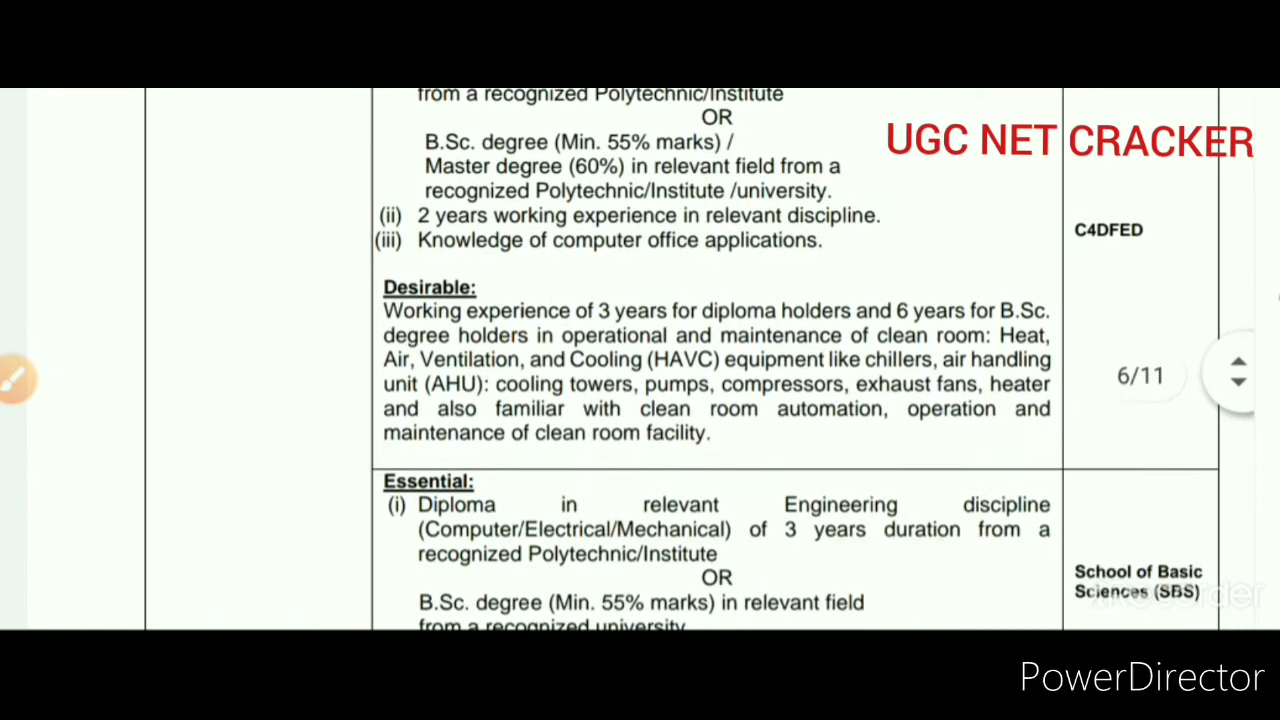 from a recognized Polytechnic/Institute
OR
B.Sc. degree (Min. 55% marks) /
Master degree (60%) in relevant field from a
recognized Polytechnic/Institute /university.
(ii) 2 years working experience in relevant discipline.
(iii) Knowledge of computer office applications.
UGC NET CRACKER
C4DFED
Desirable:
Working experience of 3 years for diploma holders and 6 years for B.Sc.
degree holders in operational and maintenance of clean room: Heat,
Air, Ventilation, and Cooling (HAVC) equipment like chillers, air handling
unit (AHU): cooling towers, pumps, compressors, exhaust fans, heater
and also familiar with clean room automation, operation and
maintenance of clean room facility.
6/11
Essential:
(i) Diploma in relevant Engineering discipline
(Computer/Electrical/Mechanical) of 3 years duration from a
recognized Polytechnic/Institute
OR
B.Sc. degree (Min. 55% marks) in relevant field
from a recognized university
School of Basic
Sciences (SBS)
PowerDirector